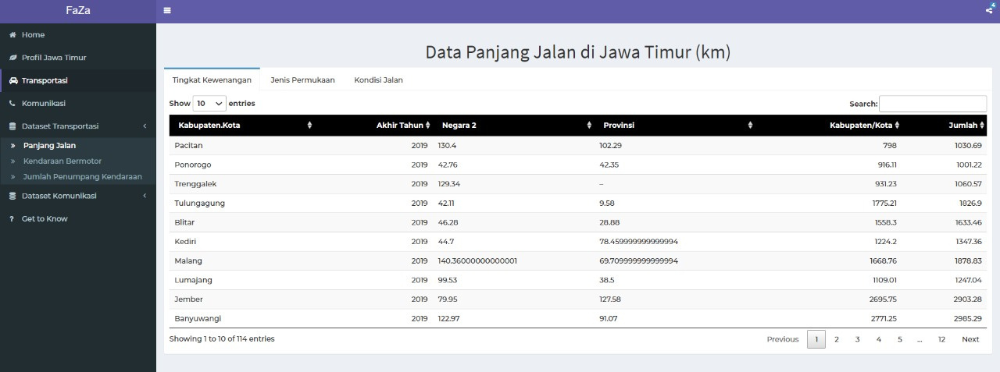 FaZa
4
Home
Profil Jawa Timur
Transportasi
Komunikasi
Dataset Transportasi
Panjang Jalan
Kendaraan Bermotor
Jumlah Penumpang Kendaraan
Dataset Komunikasi
? Get to Know
Data Panjang Jalan di Jawa Timur (km)
Tingkat Kewenangan Jenis Permukaan Kondisi Jalan
Show 10 entries Search:
Kabupaten.Kota Akhir Tahun Negara 2 Provinsi Kabupaten/Kota Jumlah
Pacitan 2019 130.4 102.29 798 1030.69
Ponorogo 2019 42.76 42.35 916.11 1001.22
Trenggalek 2019 129.34 – 931.23 1060.57
Tulungagung 2019 42.11 9.58 1775.21 1826.9
Blitar 2019 46.28 28.88 1558.3 1633.46
Kediri 2019 44.7 78.459999999999994 1224.2 1347.36
Malang 2019 140.36000000000001 69.709999999999994 1668.76 1878.83
Lumajang 2019 99.53 38.5 1109.01 1247.04
Jember 2019 79.95 127.58 2695.75 2903.28
Banyuwangi 2019 122.97 91.07 2771.25 2985.29
Showing 1 to 10 of 114 entries Previous 1 2 3 4 5 ... 12 Next